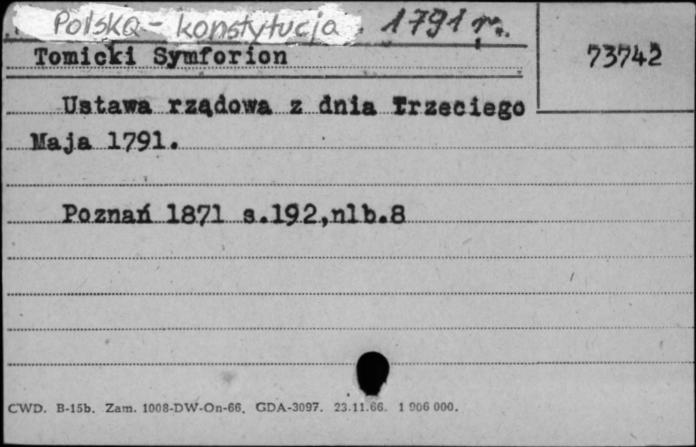 Polska - konstytucja 1791 r.
Tomicki Symforion
73742
Ustawa rządowa z dnia Trzeciego
Maja 1791.
Poznań 1871 s.192,nlb.8
CWD. B-15b. Zam. 1008-DW-On-66. GDA-3097. 23.11.66. 1 906 000.